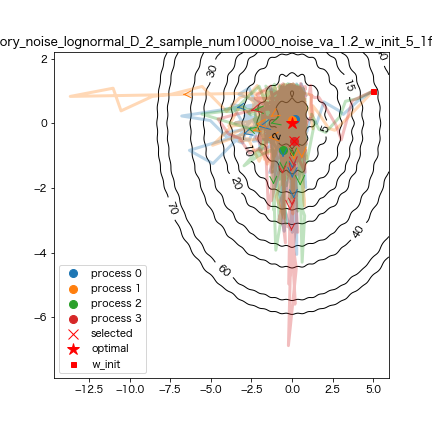 ory_noise_lognormal_D_2_sample_num10000_noise_va_1.2_w_init_5_1f
2
0
−2
−4
−6
30
15
5
2
10
20
70
60
40
process 0
process 1
process 2
process 3
selected
optimal
w_init
−12.5 −10.0 −7.5 −5.0 −2.5 0.0 2.5 5.0